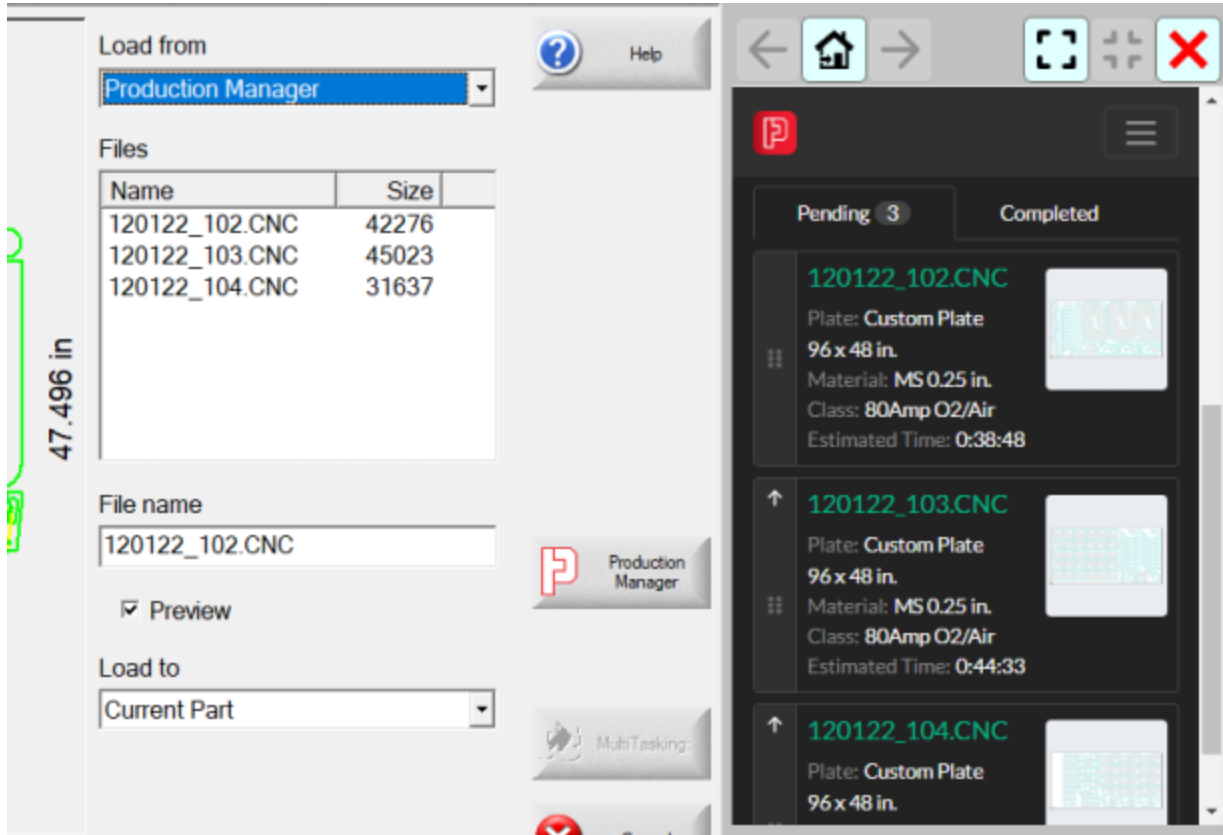 47.496 in
Load from
Production Manager
Files
Name Size
120122_102.CNC 42276
120122_103.CNC 45023
120122_104.CNC 31637
File name
120122_102.CNC
Preview
Load to
Current Part
Help
Production
Manager
MultiTasking
Pending 3 Completed
120122_102.CNC
Plate: Custom Plate
96 x 48 in.
Material: MS 0.25 in.
Class: 80Amp O2/Air
Estimated Time: 0:38:48
120122_103.CNC
Plate: Custom Plate
96 x 48 in.
Material: MS 0.25 in.
Class: 80Amp O2/Air
Estimated Time: 0:44:33
120122_104.CNC
Plate: Custom Plate
96 x 48 in.